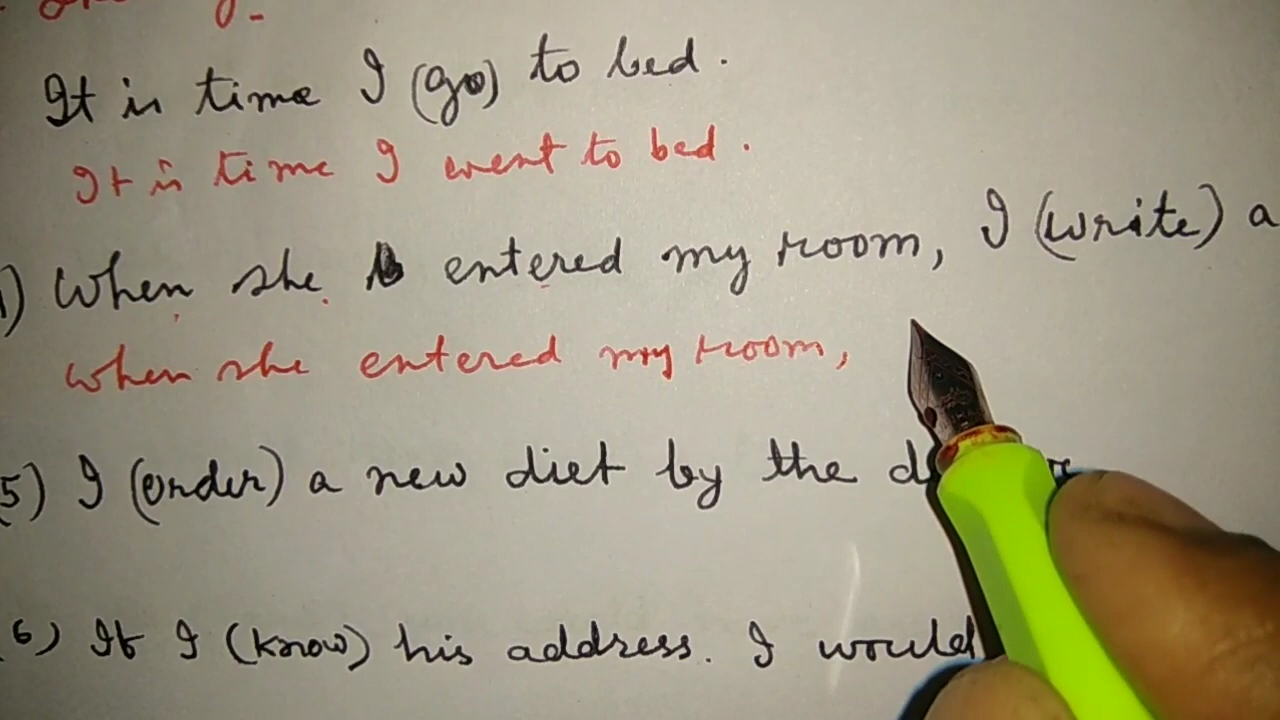 It is time I (go) to bed.
It is time I went to bed.
) When she entered my room, I (write) a
when she entered my room,
(5) I (order) a new diet by the
(6) If I (know) his address. I would